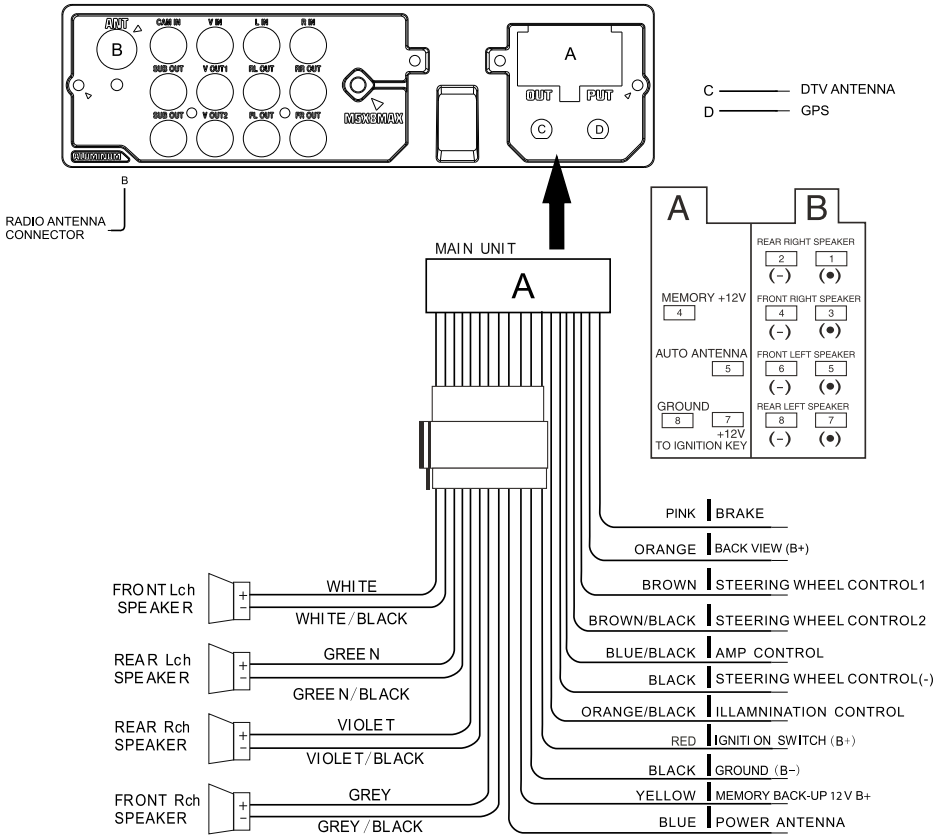 ANT
CAM IN
V IN
L IN
R IN
B
SUB OUT
V OUT1
RL OUT
RR OUT
SUB OUT
V OUT2
FL OUT
FR OUT
M5X8MAX
ALUMINUM
A
OUT
PUT
C
D
C
DTV ANTENNA
D
GPS
B
RADIO ANTENNA
CONNECTOR
MAIN UNIT
A
A
B
REAR RIGHT SPEAKER
2
1
(-)
(•)
MEMORY +12V
4
FRONT RIGHT SPEAKER
4
3
(-)
(•)
AUTO ANTENNA
5
FRONT LEFT SPEAKER
6
5
(-)
(•)
GROUND
8
7
+12V
TO IGNITION KEY
REAR LEFT SPEAKER
8
7
(-)
(•)
PINK BRAKE
ORANGE BACK VIEW (B+)
BROWN STEERING WHEEL CONTROL1
BROWN/BLACK STEERING WHEEL CONTROL2
BLUE/BLACK AMP CONTROL
BLACK STEERING WHEEL CONTROL(-)
ORANGE/BLACK ILLAMNINATION CONTROL
RED IGNITION SWITCH (B+)
BLACK GROUND (B-)
YELLOW MEMORY BACK-UP 12V B+
BLUE POWER ANTENNA
FRONT Lch
SPEAKER
+
-
WHITE
WHITE/BLACK
REAR Lch
SPEAKER
+
-
GREEN
GREEN/BLACK
REAR Rch
SPEAKER
+
-
VIOLET
VIOLET/BLACK
FRONT Rch
SPEAKER
+
-
GREY
GREY/BLACK